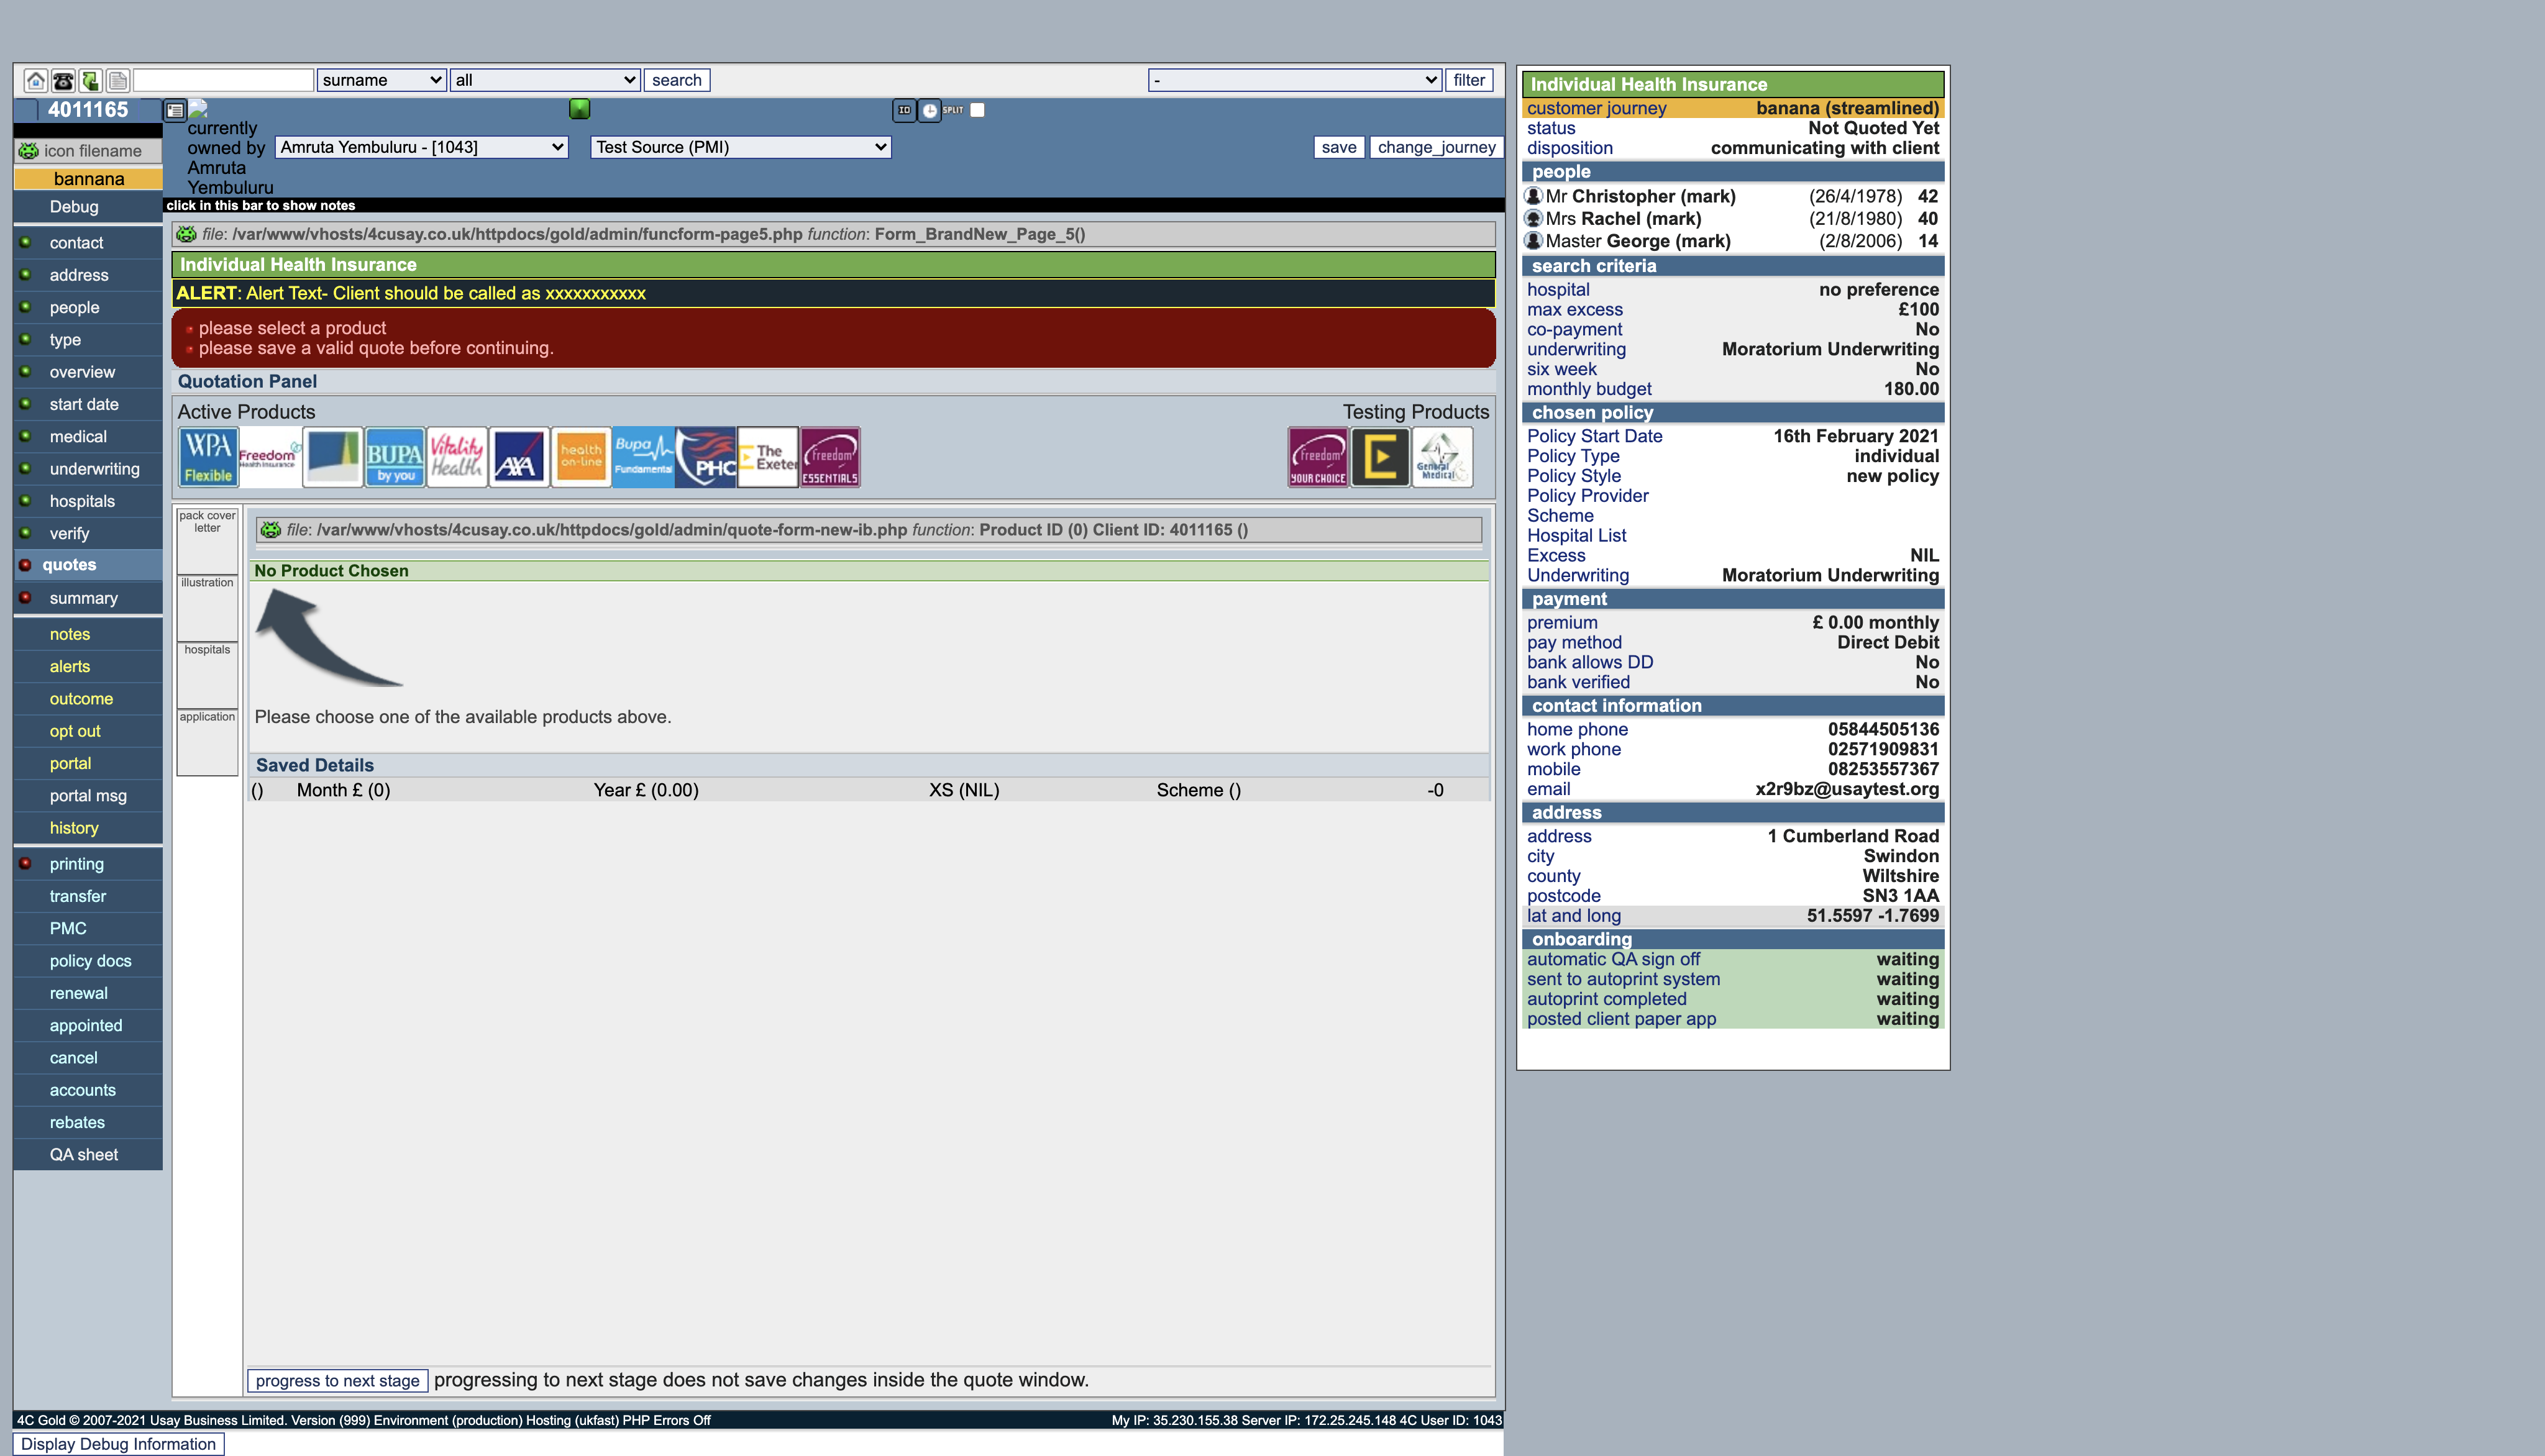 surname all search - filter
4011165 ID SPLIT
currently owned by Amruta Yembuluru
Amruta Yembuluru - [1043] Test Source (PMI) save change_journey
icon filename
bannana
Debug
click in this bar to show notes
contact
address
people
type
overview
start date
medical
underwriting
hospitals
verify
quotes
summary
notes
alerts
outcome
opt out
portal
portal msg
history
printing
transfer
PMC
policy docs
renewal
appointed
cancel
accounts
rebates
QA sheet
file: /var/www/vhosts/4cusay.co.uk/httpdocs/gold/admin/funcform-page5.php function: Form_BrandNew_Page_5()
Individual Health Insurance
ALERT: Alert Text- Client should be called as xxxxxxxxxxx
please select a product
please save a valid quote before continuing.
Quotation Panel
Active Products Testing Products
WPA Flexible
Freedom Health Insurance
BUPA by you
Vitality Health
AXA
health on-line
Bupa Fundamental
PHC
The Exeter
freedom ESSENTIALS
freedom YOUR CHOICE
General & Medical
pack cover letter
illustration
hospitals
application
file: /var/www/vhosts/4cusay.co.uk/httpdocs/gold/admin/quote-form-new-ib.php function: Product ID (0) Client ID: 4011165 ()
No Product Chosen
Please choose one of the available products above.
Saved Details
() Month £ (0) Year £ (0.00) XS (NIL) Scheme () -0
progress to next stage progressing to next stage does not save changes inside the quote window.
4C Gold © 2007-2021 Usay Business Limited. Version (999) Environment (production) Hosting (ukfast) PHP Errors Off My IP: 35.230.155.38 Server IP: 172.25.245.148 4C User ID: 1043
Display Debug Information
Individual Health Insurance
customer journey banana (streamlined)
status Not Quoted Yet
disposition communicating with client
people
Mr Christopher (mark) (26/4/1978) 42
Mrs Rachel (mark) (21/8/1980) 40
Master George (mark) (2/8/2006) 14
search criteria
hospital no preference
max excess £100
co-payment No
underwriting Moratorium Underwriting
six week No
monthly budget 180.00
chosen policy
Policy Start Date 16th February 2021
Policy Type individual
Policy Style new policy
Policy Provider
Scheme
Hospital List
Excess NIL
Underwriting Moratorium Underwriting
payment
premium £ 0.00 monthly
pay method Direct Debit
bank allows DD No
bank verified No
contact information
home phone 05844505136
work phone 02571909831
mobile 08253557367
email x2r9bz@usaytest.org
address
address 1 Cumberland Road
city Swindon
county Wiltshire
postcode SN3 1AA
lat and long 51.5597 -1.7699
onboarding
automatic QA sign off waiting
sent to autoprint system waiting
autoprint completed waiting
posted client paper app waiting